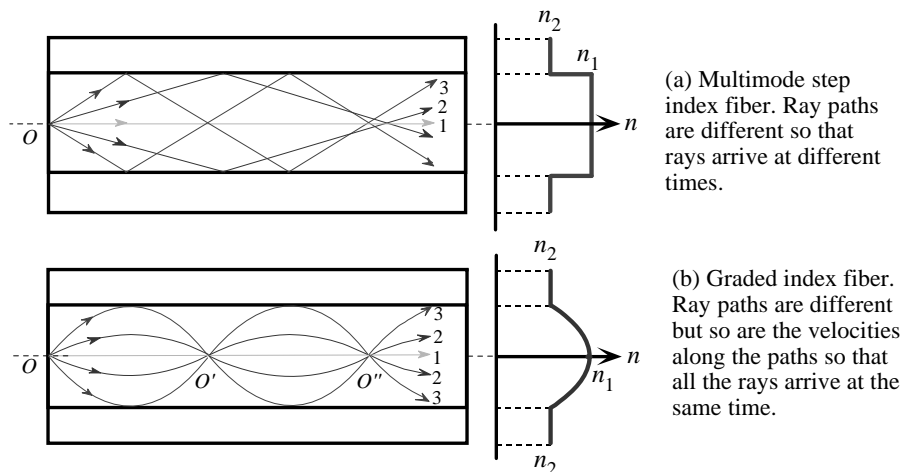 n2
n1
3
2
1
O
n
(a) Multimode step
index fiber. Ray paths
are different so that
rays arrive at different
times.
n2
3
2
1
2
3
O
O'
O''
n
n1
n2
(b) Graded index fiber.
Ray paths are different
but so are the velocities
along the paths so that
all the rays arrive at the
same time.